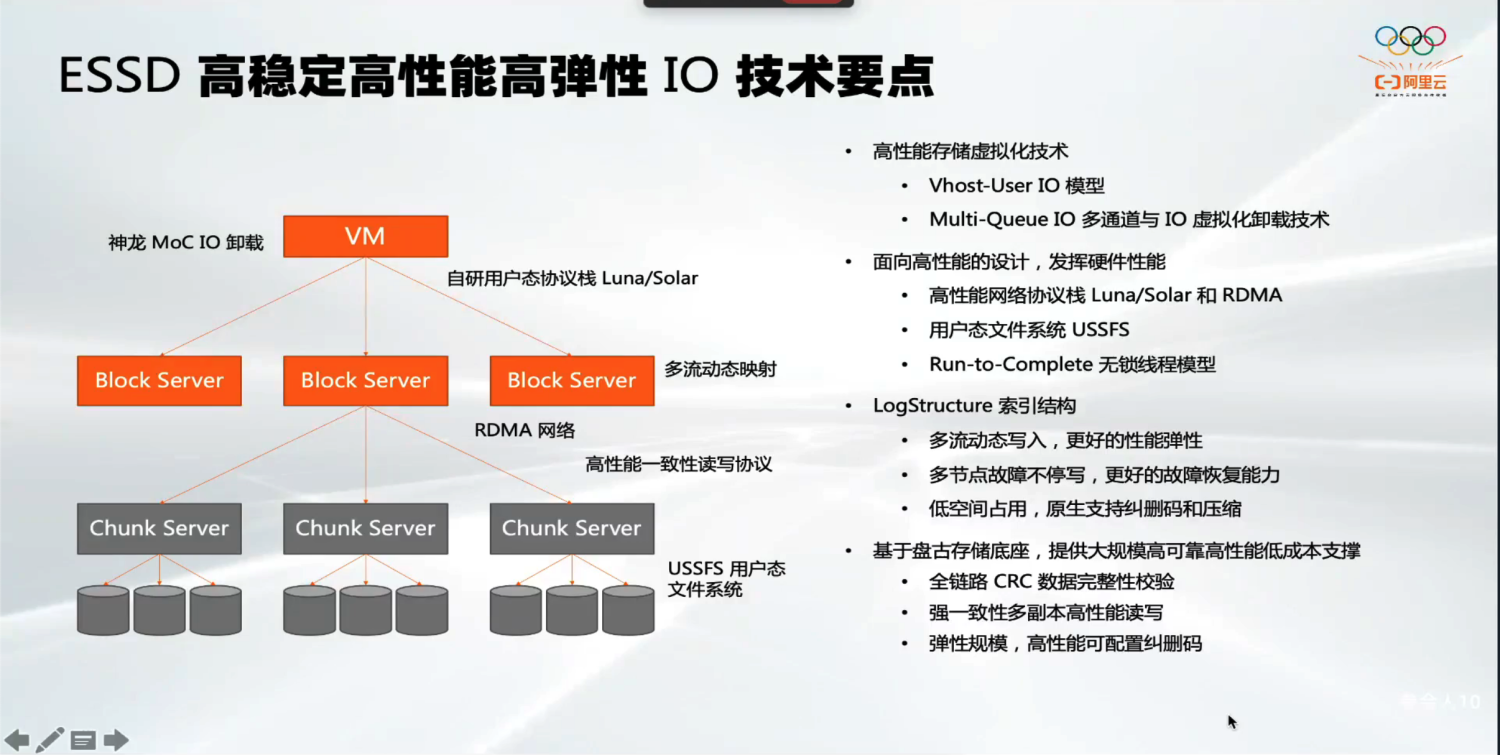 ESSD 高稳定高性能高弹性 IO 技术要点
阿里云
神龙 MoC IO 卸载
VM
自研用户态协议栈 Luna/Solar
Block Server
Block Server
Block Server
多流动态映射
RDMA 网络
高性能一致性读写协议
Chunk Server
Chunk Server
Chunk Server
USSFS 用户态
文件系统
• 高性能存储虚拟化技术
• Vhost-User IO 模型
• Multi-Queue IO 多通道与 IO 虚拟化卸载技术
• 面向高性能的设计，发挥硬件性能
• 高性能网络协议栈 Luna/Solar 和 RDMA
• 用户态文件系统 USSFS
• Run-to-Complete 无锁线程模型
• LogStructure 索引结构
• 多流动态写入，更好的性能弹性
• 多节点故障不停写，更好的故障恢复能力
• 低空间占用，原生支持纠删码和压缩
• 基于盘古存储底座，提供大规模高可靠高性能低成本支撑
• 全链路 CRC 数据完整性校验
• 强一致性多副本高性能读写
• 弹性规模，高性能可配置纠删码
参会人10